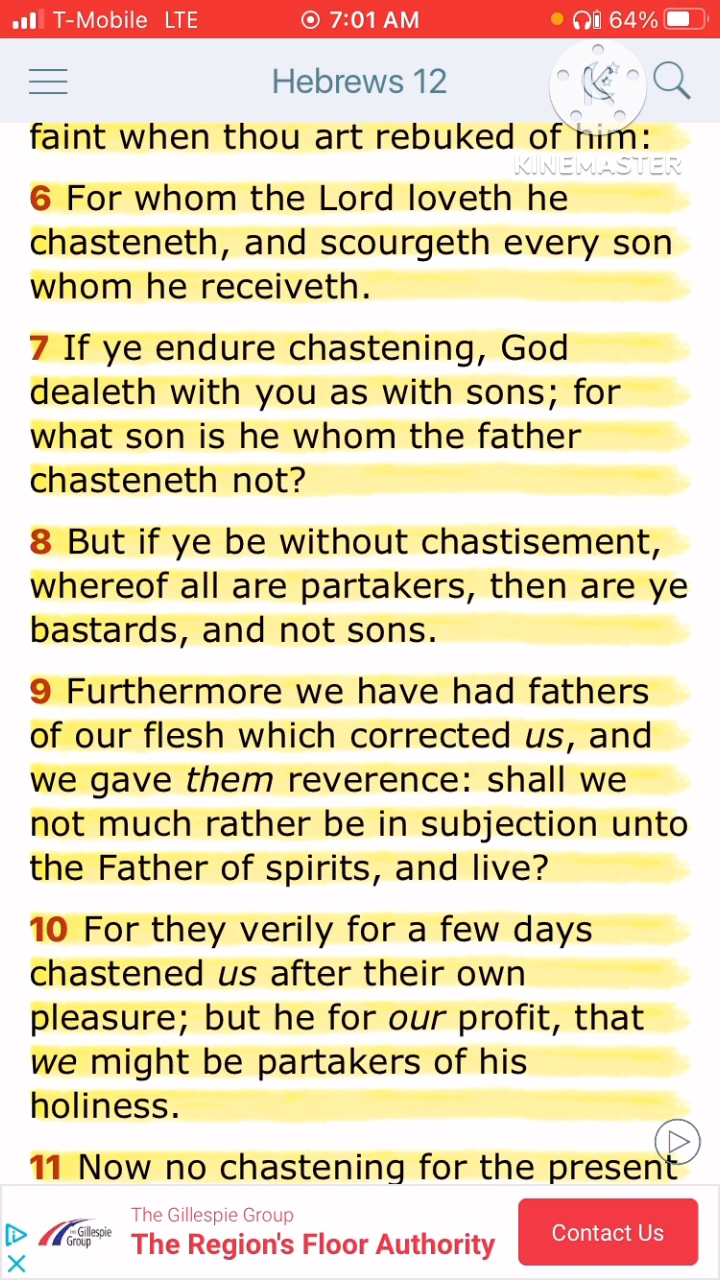 T-Mobile LTE 7:01 AM 64%
Hebrews 12
KINEMASTER
faint when thou art rebuked of him:
6 For whom the Lord loveth he
chasteneth, and scourgeth every son
whom he receiveth.
7 If ye endure chastening, God
dealeth with you as with sons; for
what son is he whom the father
chasteneth not?
8 But if ye be without chastisement,
whereof all are partakers, then are ye
bastards, and not sons.
9 Furthermore we have had fathers
of our flesh which corrected us, and
we gave them reverence: shall we
not much rather be in subjection unto
the Father of spirits, and live?
10 For they verily for a few days
chastened us after their own
pleasure; but he for our profit, that
we might be partakers of his
holiness.
11 Now no chastening for the present
The Gillespie Group
The Gillespie Group
The Region's Floor Authority
Contact Us